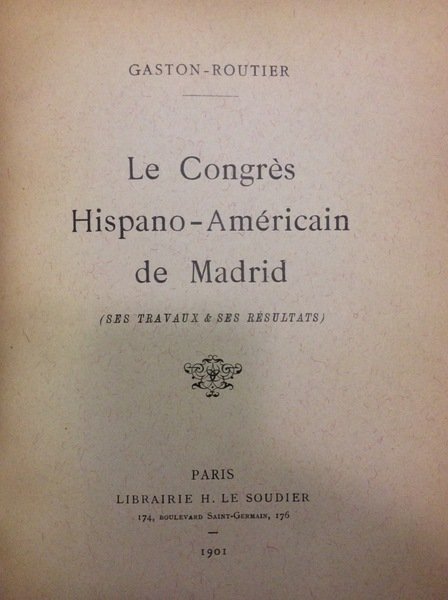 GASTON-ROUTIER
Le Congrès
Hispano-Américain
de Madrid
(SES TRAVAUX & SES RÉSULTATS)
PARIS
LIBRAIRIE H. LE SOUDIER
174, BOULEVARD SAINT-GERMAIN, 176
1901